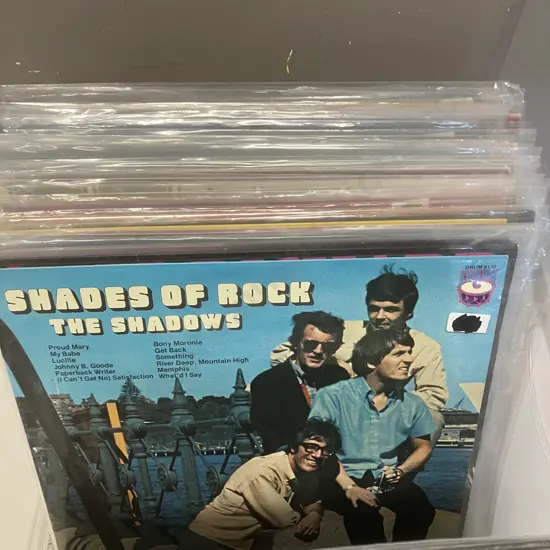 SHADES OF ROCK
THE SHADOWS
Proud Mary
My Babe
Lucille
Johnny B. Goode
Paperback Writer
(I Can't Get No) Satisfaction
Bony Moronie
Get Back
Something
River Deep, Mountain High
Memphis
What'd I Say